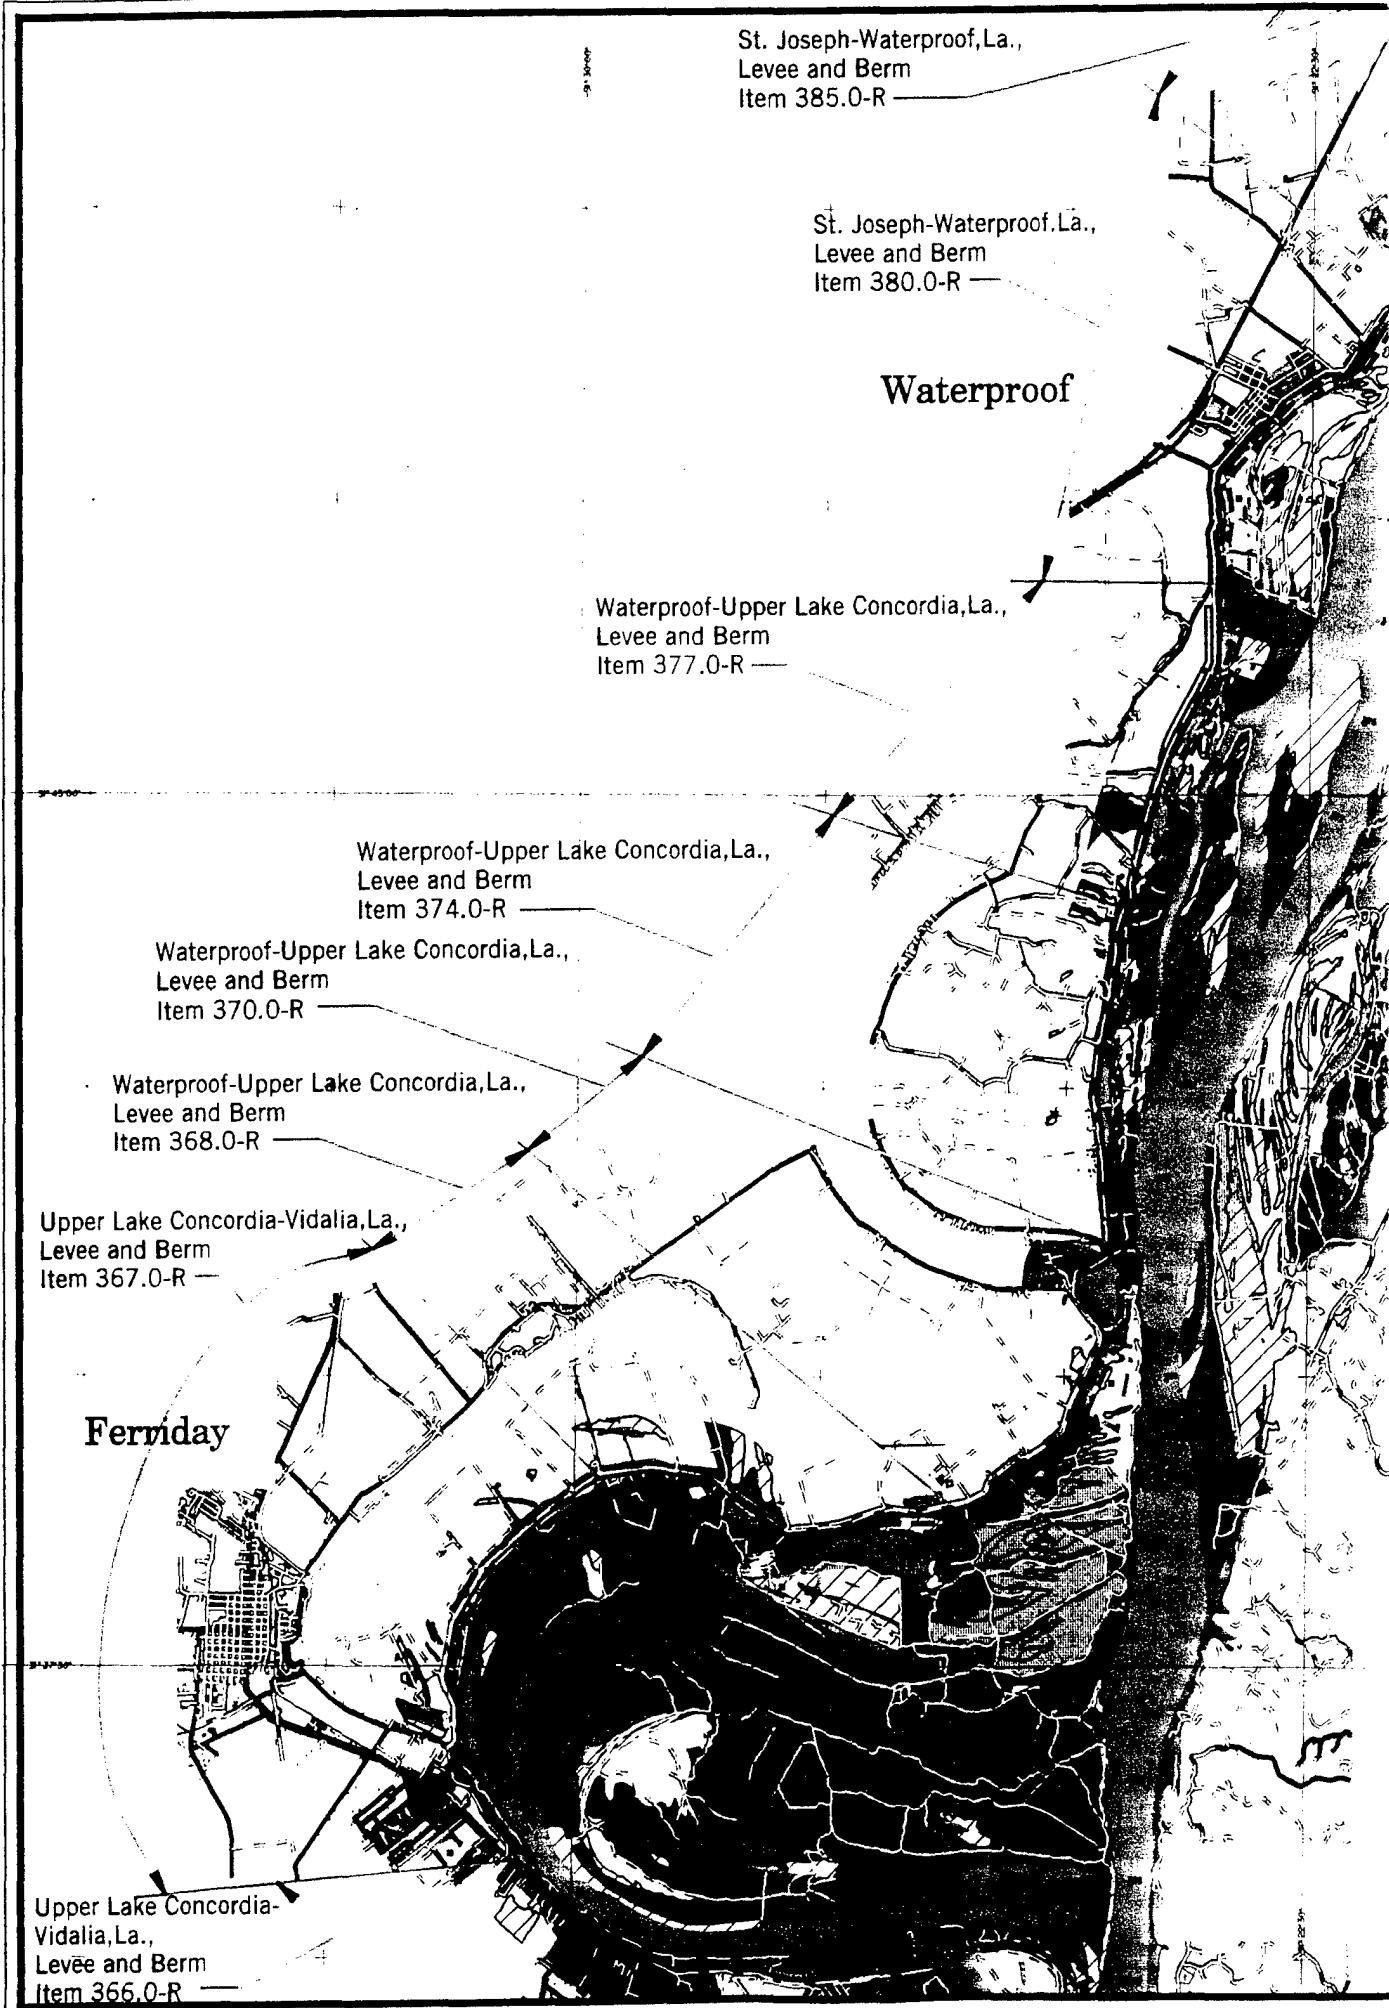 St. Joseph-Waterproof, La.,
Levee and Berm
Item 385.0-R
St. Joseph-Waterproof, La.,
Levee and Berm
Item 380.0-R
Waterproof
Waterproof-Upper Lake Concordia, La.,
Levee and Berm
Item 377.0-R
Waterproof-Upper Lake Concordia, La.,
Levee and Berm
Item 374.0-R
Waterproof-Upper Lake Concordia, La.,
Levee and Berm
Item 370.0-R
Waterproof-Upper Lake Concordia, La.,
Levee and Berm
Item 368.0-R
Upper Lake Concordia-Vidalia, La.,
Levee and Berm
Item 367.0-R
Ferriday
Upper Lake Concordia-
Vidalia, La.,
Levee and Berm
Item 366.0-R